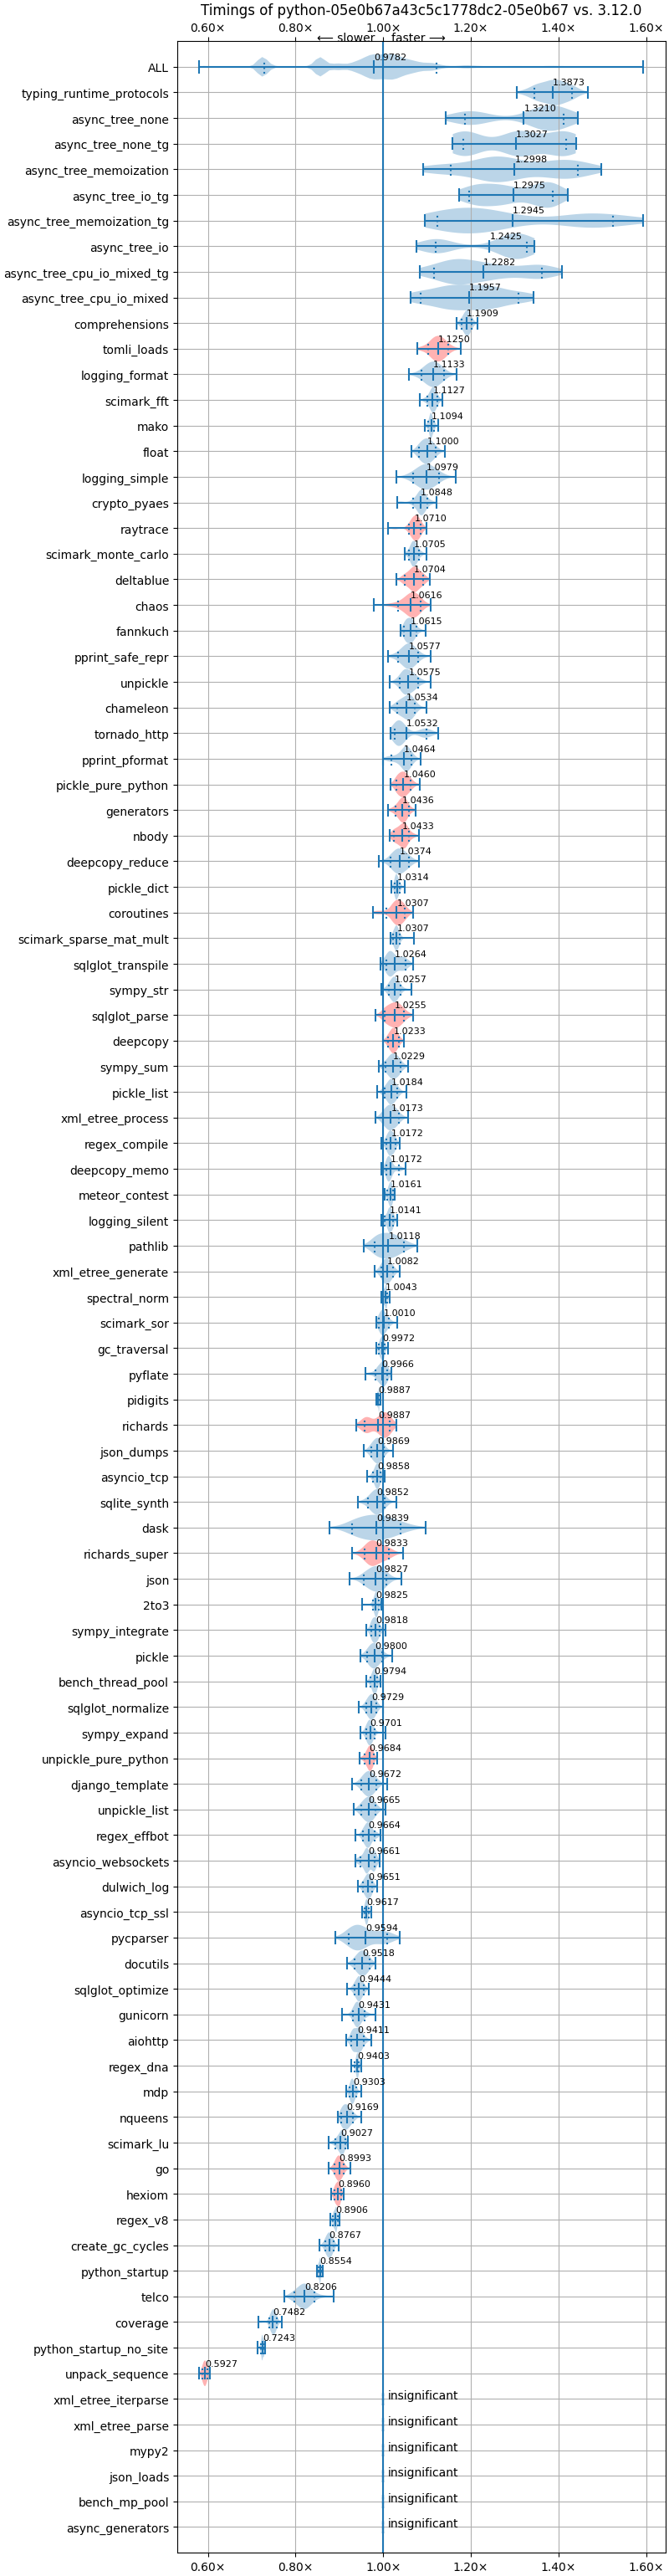 Timings of python-05e0b67a43c5c1778dc2-05e0b67 vs. 3.12.0
0.60× 0.80× 1.00× 1.20× 1.40× 1.60×
⟵ slower faster ⟶
ALL 0.9782
typing_runtime_protocols 1.3873
async_tree_none 1.3210
async_tree_none_tg 1.3027
async_tree_memoization 1.2998
async_tree_io_tg 1.2975
async_tree_memoization_tg 1.2945
async_tree_io 1.2425
async_tree_cpu_io_mixed_tg 1.2282
async_tree_cpu_io_mixed 1.1957
comprehensions 1.1909
tomli_loads 1.1250
logging_format 1.1133
scimark_fft 1.1127
mako 1.1094
float 1.1000
logging_simple 1.0979
crypto_pyaes 1.0848
raytrace 1.0710
scimark_monte_carlo 1.0705
deltablue 1.0704
chaos 1.0616
fannkuch 1.0615
pprint_safe_repr 1.0577
unpickle 1.0575
chameleon 1.0534
tornado_http 1.0532
pprint_pformat 1.0464
pickle_pure_python 1.0460
generators 1.0436
nbody 1.0433
deepcopy_reduce 1.0374
pickle_dict 1.0314
coroutines 1.0307
scimark_sparse_mat_mult 1.0307
sqlglot_transpile 1.0264
sympy_str 1.0257
sqlglot_parse 1.0255
deepcopy 1.0233
sympy_sum 1.0229
pickle_list 1.0184
xml_etree_process 1.0173
regex_compile 1.0172
deepcopy_memo 1.0172
meteor_contest 1.0161
logging_silent 1.0141
pathlib 1.0118
xml_etree_generate 1.0082
spectral_norm 1.0043
scimark_sor 1.0010
gc_traversal 0.9972
pyflate 0.9966
pidigits 0.9887
richards 0.9887
json_dumps 0.9869
asyncio_tcp 0.9858
sqlite_synth 0.9852
dask 0.9839
richards_super 0.9833
json 0.9827
2to3 0.9825
sympy_integrate 0.9818
pickle 0.9800
bench_thread_pool 0.9794
sqlglot_normalize 0.9729
sympy_expand 0.9701
unpickle_pure_python 0.9684
django_template 0.9672
unpickle_list 0.9665
regex_effbot 0.9664
asyncio_websockets 0.9661
dulwich_log 0.9651
asyncio_tcp_ssl 0.9617
pycparser 0.9594
docutils 0.9518
sqlglot_optimize 0.9444
gunicorn 0.9431
aiohttp 0.9411
regex_dna 0.9403
mdp 0.9303
nqueens 0.9169
scimark_lu 0.9027
go 0.8993
hexiom 0.8960
regex_v8 0.8906
create_gc_cycles 0.8767
python_startup 0.8554
telco 0.8206
coverage 0.7482
python_startup_no_site 0.7243
unpack_sequence 0.5927
xml_etree_iterparse insignificant
xml_etree_parse insignificant
mypy2 insignificant
json_loads insignificant
bench_mp_pool insignificant
async_generators insignificant
0.60× 0.80× 1.00× 1.20× 1.40× 1.60×